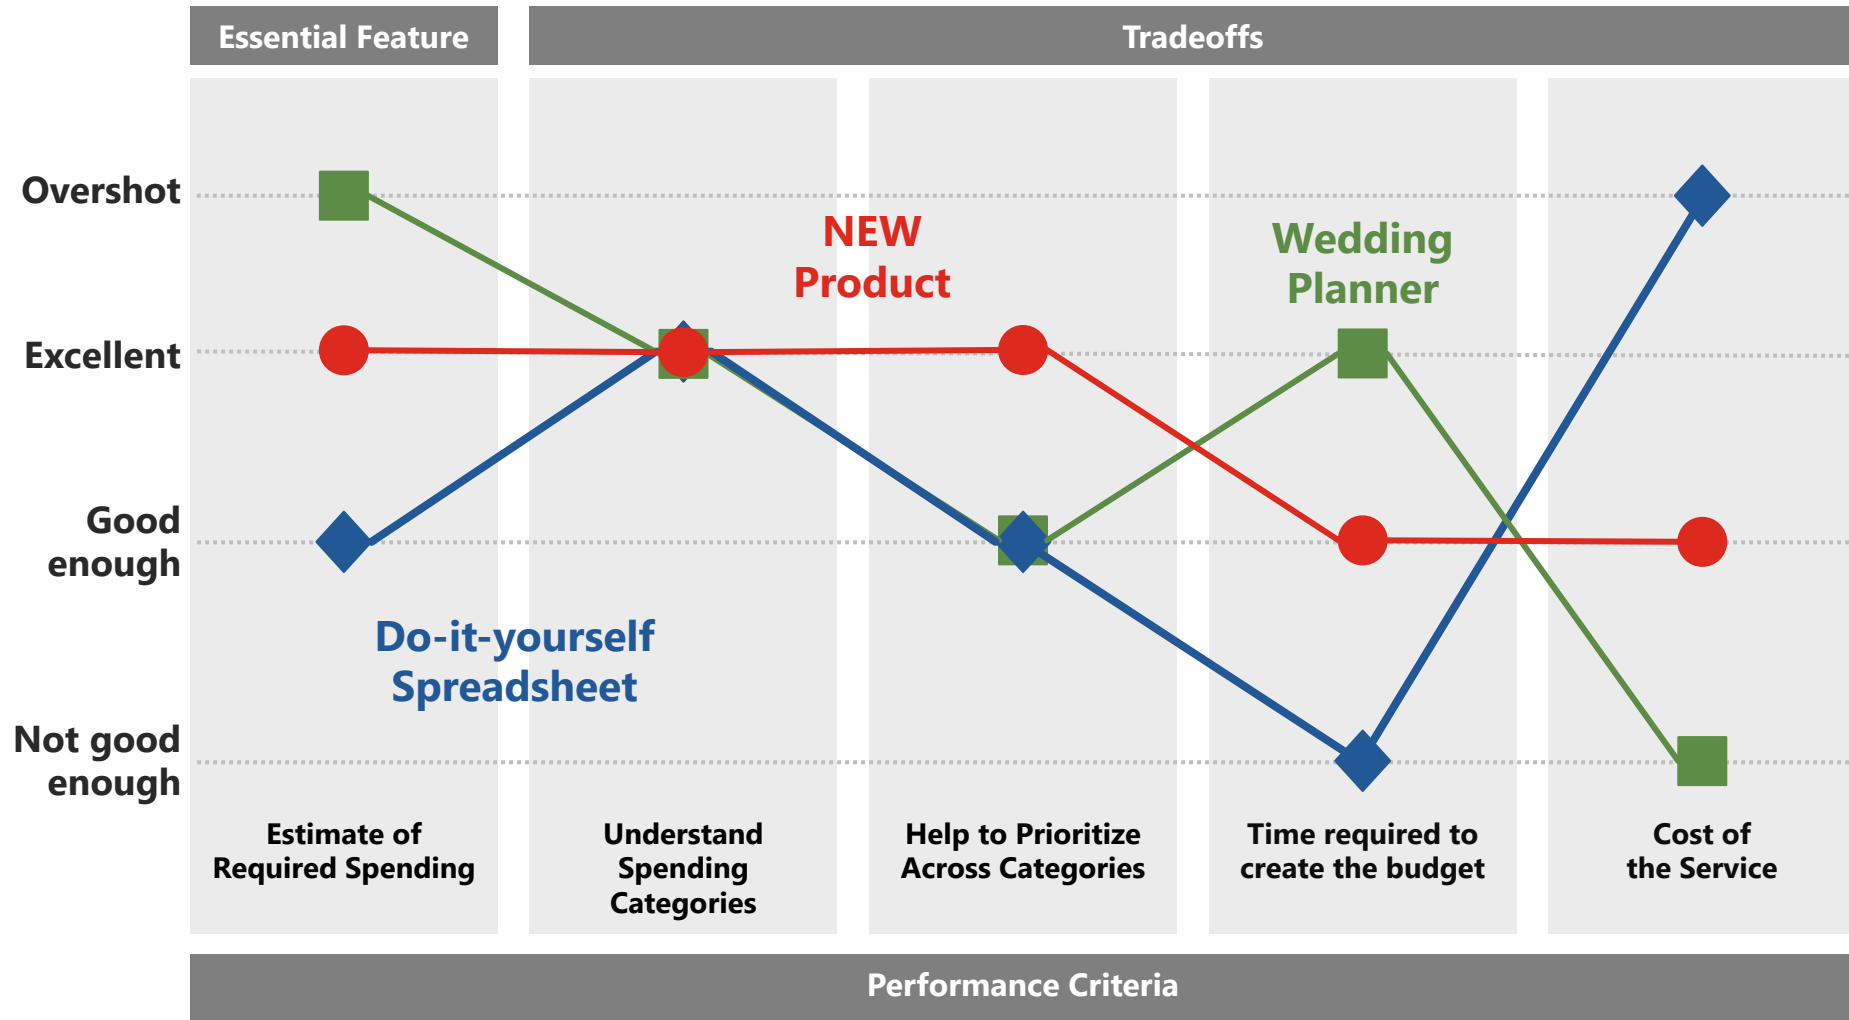 Essential Feature
Tradeoffs
Overshot
Excellent
Good
enough
Not good
enough
NEW
Product
Wedding
Planner
Do-it-yourself
Spreadsheet
Estimate of
Required Spending
Understand
Spending
Categories
Help to Prioritize
Across Categories
Time required to
create the budget
Cost of
the Service
Performance Criteria